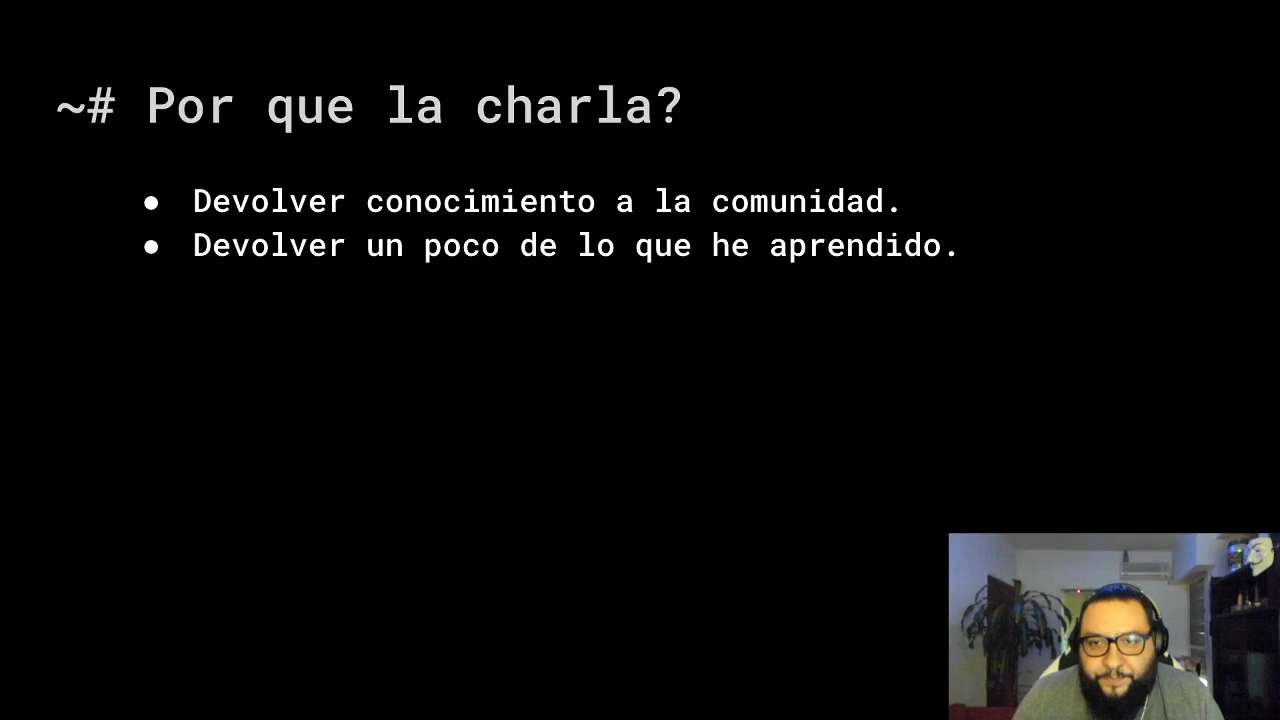 ~# Por que la charla?
● Devolver conocimiento a la comunidad.
● Devolver un poco de lo que he aprendido.